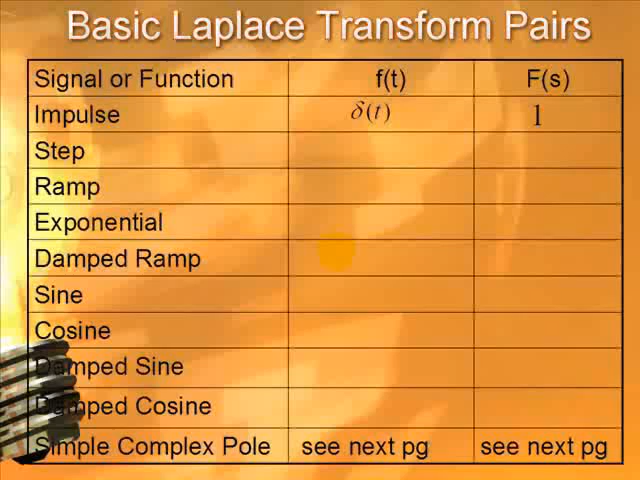 Basic Laplace Transform Pairs
Signal or Function f(t) F(s)
Impulse δ(t) 1
Step
Ramp
Exponential
Damped Ramp
Sine
Cosine
Damped Sine
Damped Cosine
Simple Complex Pole see next pg see next pg